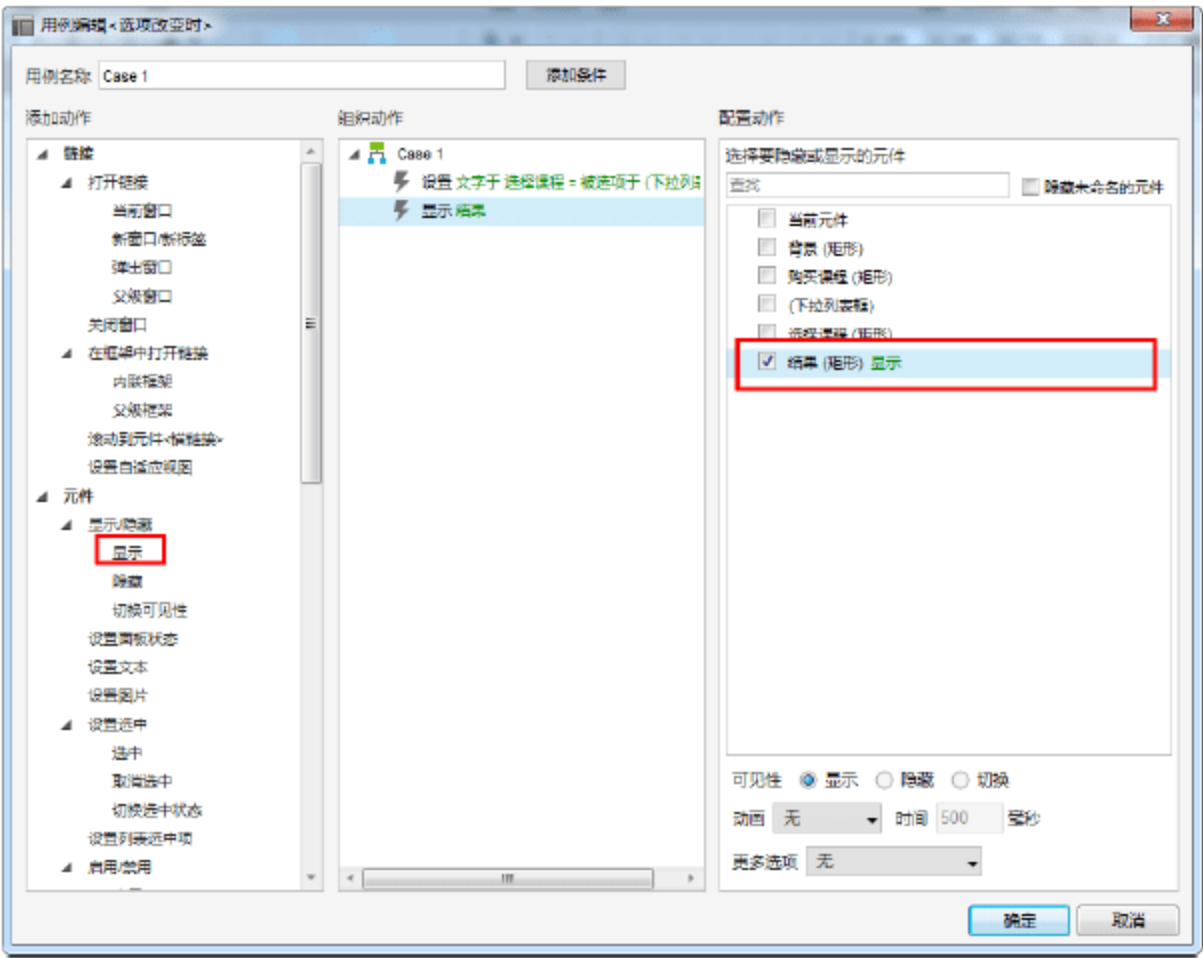 用例编辑<选项改变时>
用例名称 Case 1 添加条件
添加动作
链接
打开链接
当前窗口
新窗口/新标签
弹出窗口
父级窗口
关闭窗口
在框架中打开链接
内联框架
父级框架
滚动到元件<锚链接>
设置自适应视图
元件
显示/隐藏
显示
隐藏
切换可见性
设置面板状态
设置文本
设置图片
设置选中
选中
取消选中
切换选中状态
设置列表选中项
启用/禁用
组织动作
Case 1
设置 文字于 选择课程 = 被选项于 (下拉列表
显示 结果
配置动作
选择要隐藏或显示的元件
查找 隐藏未命名的元件
当前元件
背景 (矩形)
购买课程 (矩形)
(下拉列表框)
选择课程 (矩形)
结果 (矩形) 显示
可见性 显示 隐藏 切换
动画 无 时间 500 毫秒
更多选项 无
确定 取消